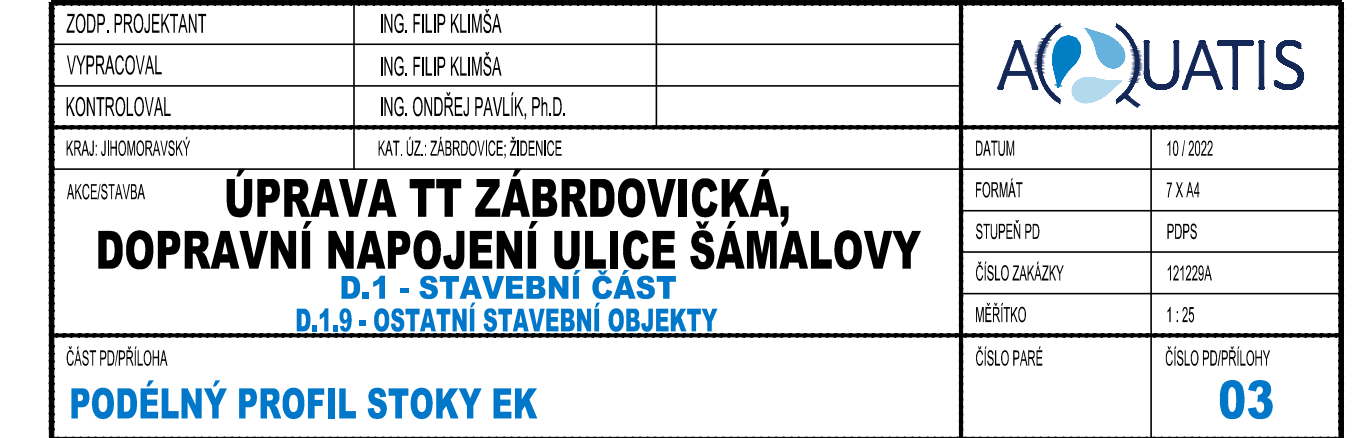 ZODP. PROJEKTANT ING. FILIP KLIMŠA
VYPRACOVAL ING. FILIP KLIMŠA
KONTROLOVAL ING. ONDŘEJ PAVLÍK, Ph.D.
AQUATIS
KRAJ: JIHOMORAVSKÝ KAT. ÚZ.: ZÁBRDOVICE; ŽIDENICE
DATUM 10 / 2022
FORMÁT 7 X A4
STUPEŇ PD PDPS
ČÍSLO ZAKÁZKY 121229A
MĚŘÍTKO 1 : 25
AKCE/STAVBA
ÚPRAVA TT ZÁBRDOVICKÁ,
DOPRAVNÍ NAPOJENÍ ULICE ŠÁMALOVY
D.1 - STAVEBNÍ ČÁST
D.1.9 - OSTATNÍ STAVEBNÍ OBJEKTY
ČÁST PD/PŘÍLOHA
PODÉLNÝ PROFIL STOKY EK
ČÍSLO PARÉ
ČÍSLO PD/PŘÍLOHY
03